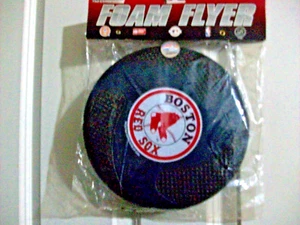 FOAM FLYER
BOSTON
RED SOX